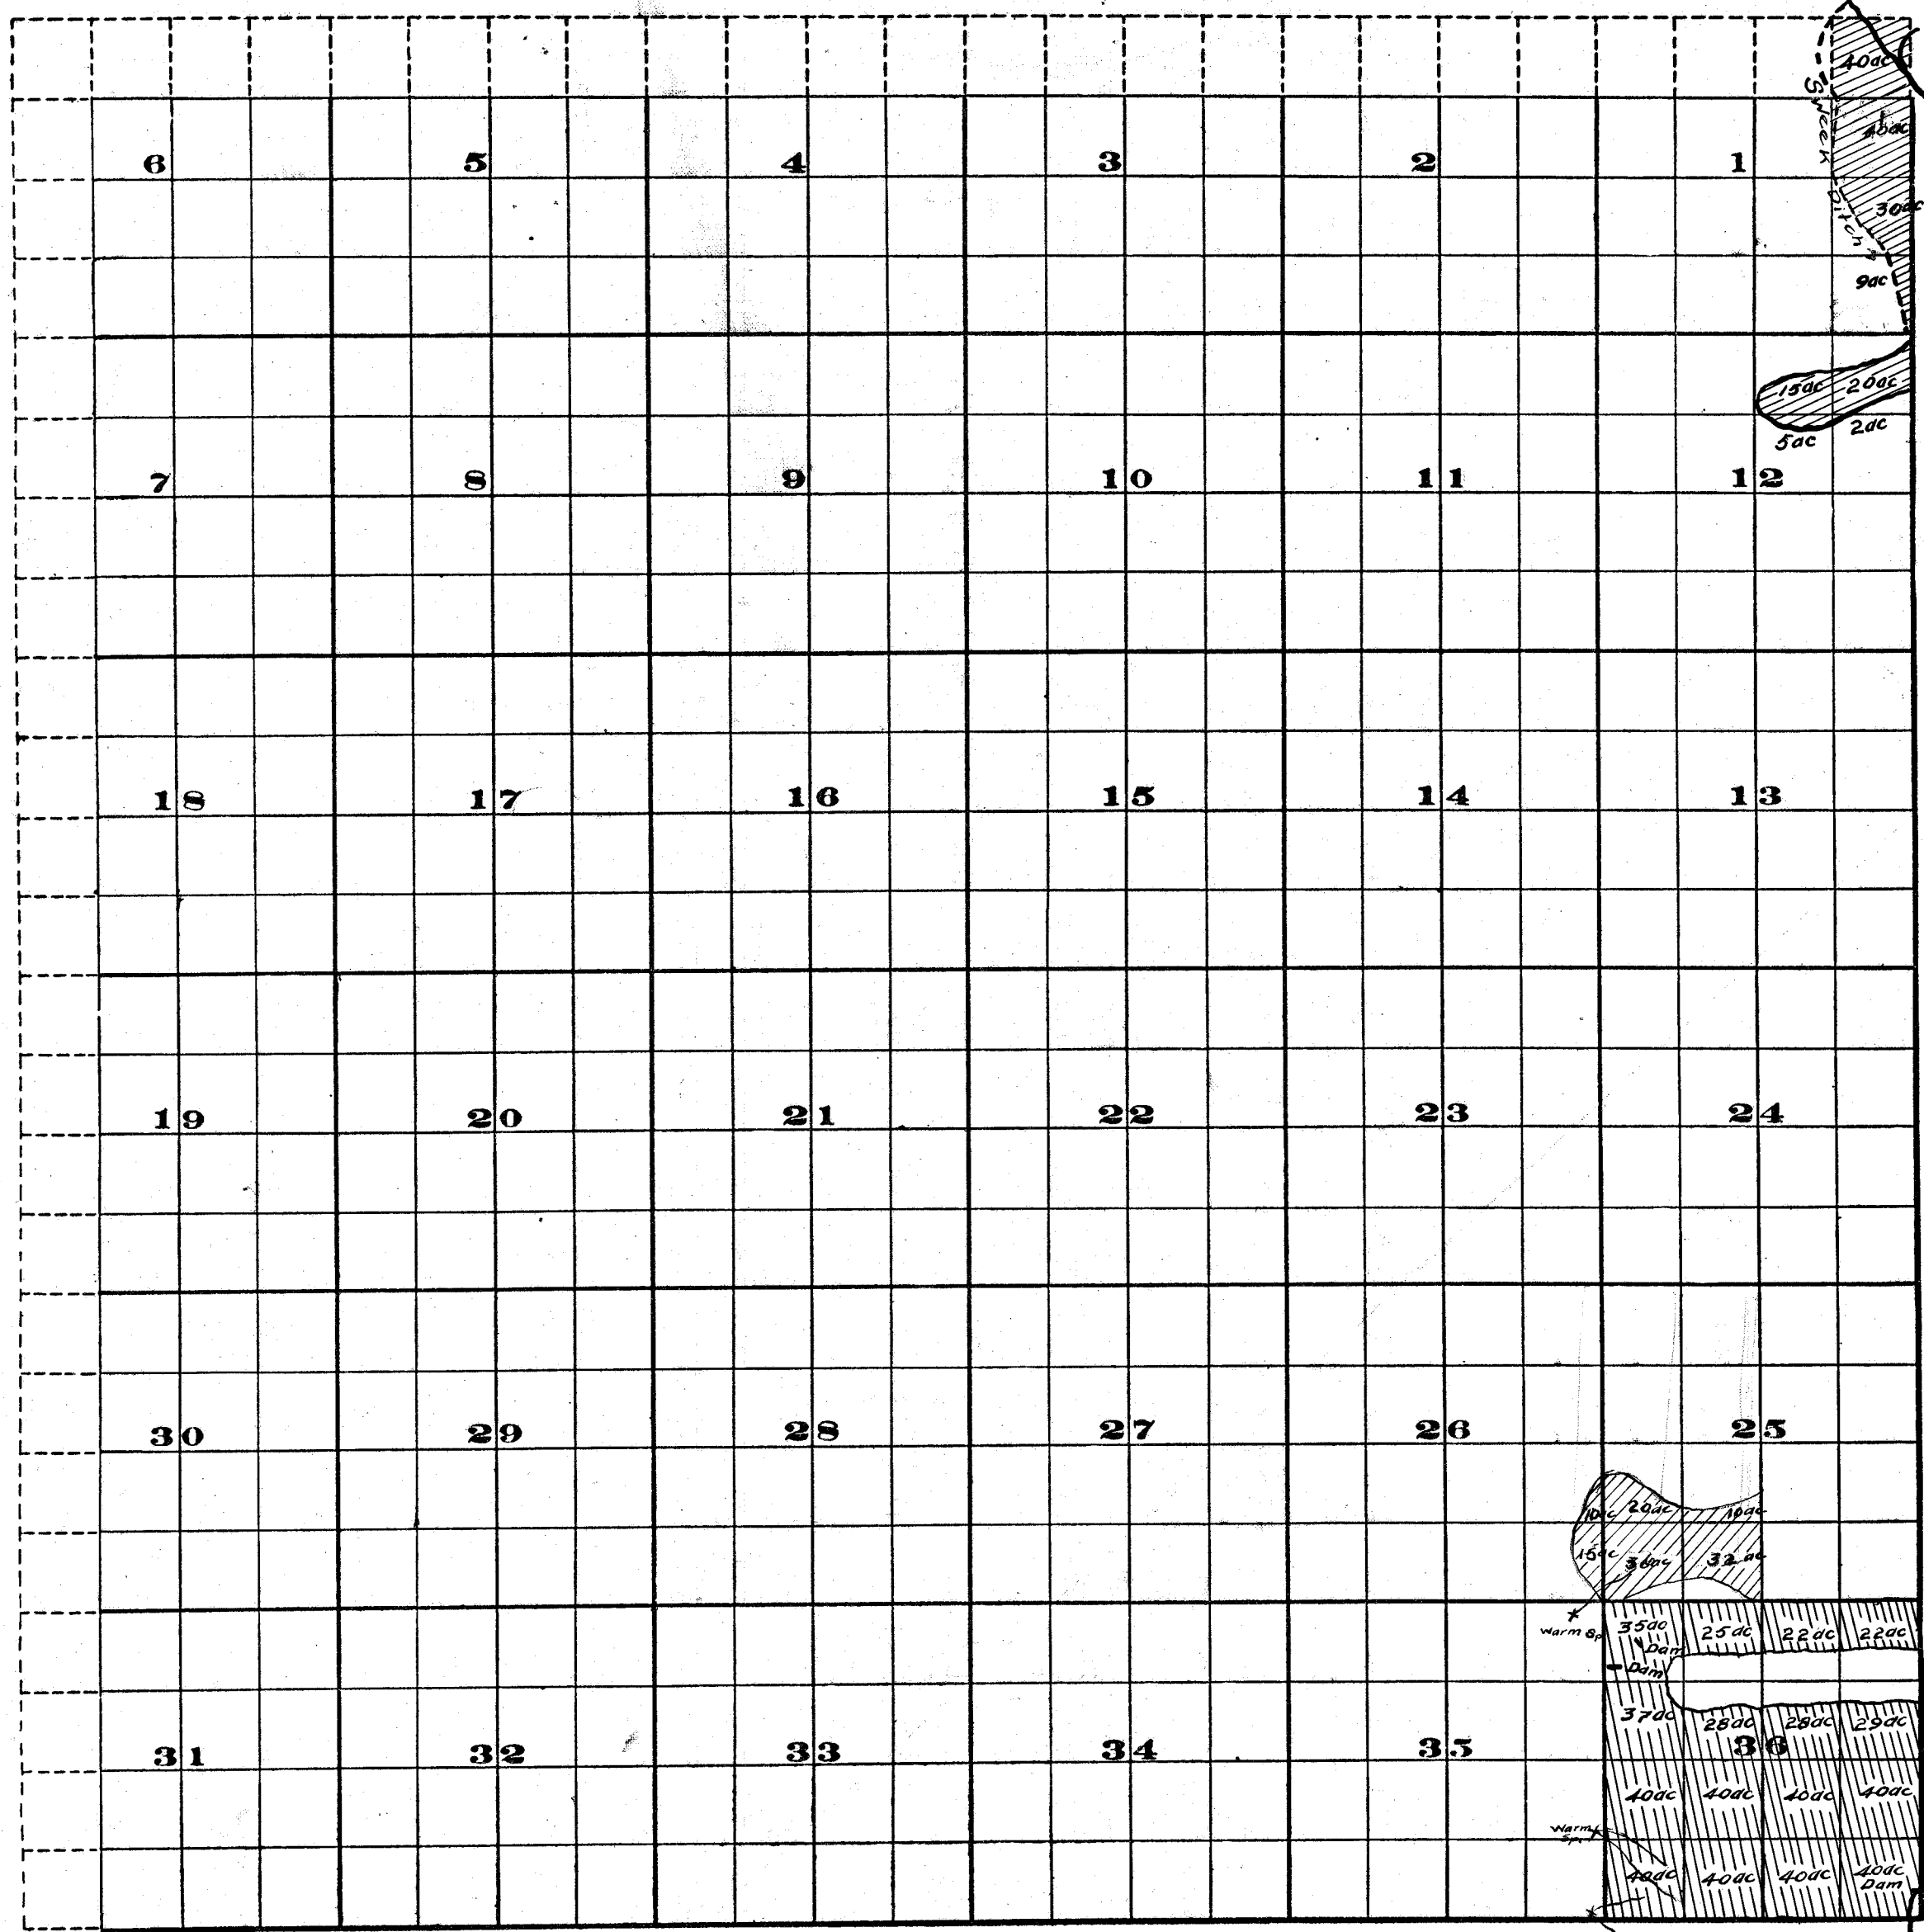 40ac
Sweek Ditch
40ac
6 5 4 3 2 1
30ac
9ac
15ac 20ac
5ac 2ac
7 8 9 10 11 12
18 17 16 15 14 13
19 20 21 22 23 24
30 29 28 27 26 25
10ac 20ac 10ac
15ac 32ac
Warm Sp 35ac 25ac 22ac 22ac
Dam
Dam
37ac 28ac 28ac 29ac
31 32 33 34 35 36
40ac 40ac 40ac 40ac
Warm
Sp.
40ac 40ac 40ac 40ac
Dam